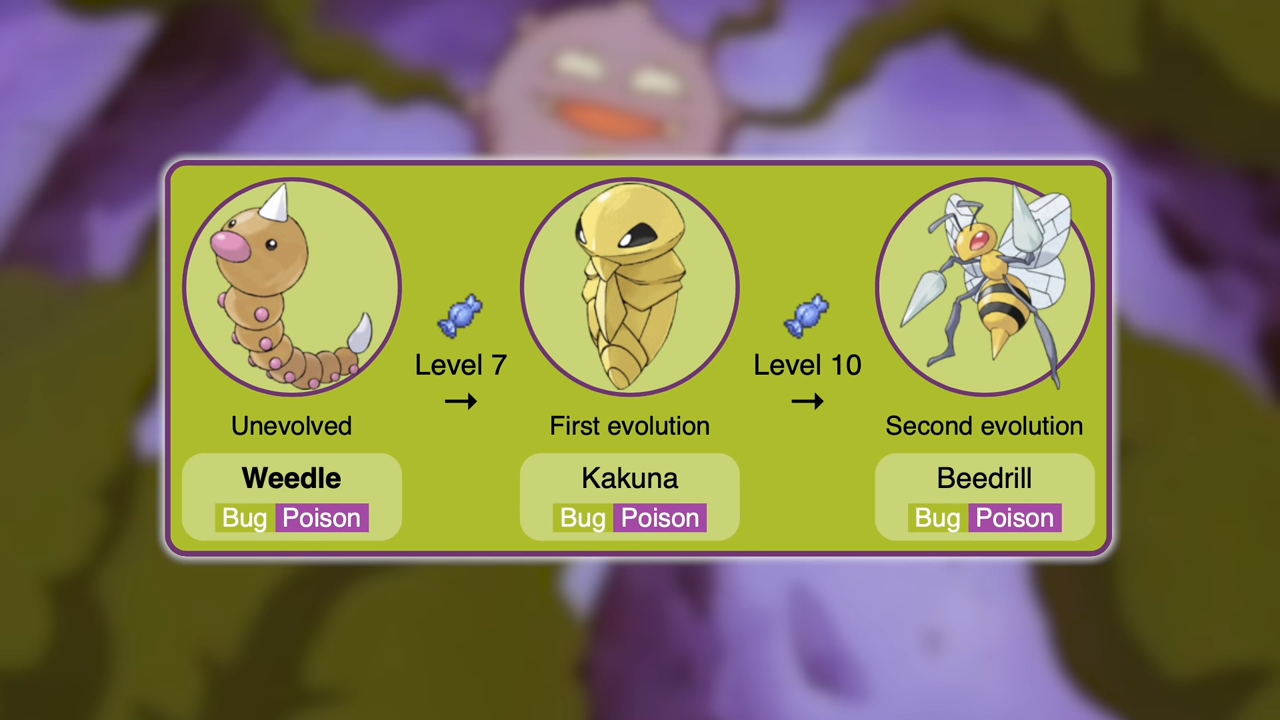 Level 7
→
Level 10
→
Unevolved
First evolution
Second evolution
Weedle
Kakuna
Beedrill
Bug Poison
Bug Poison
Bug Poison